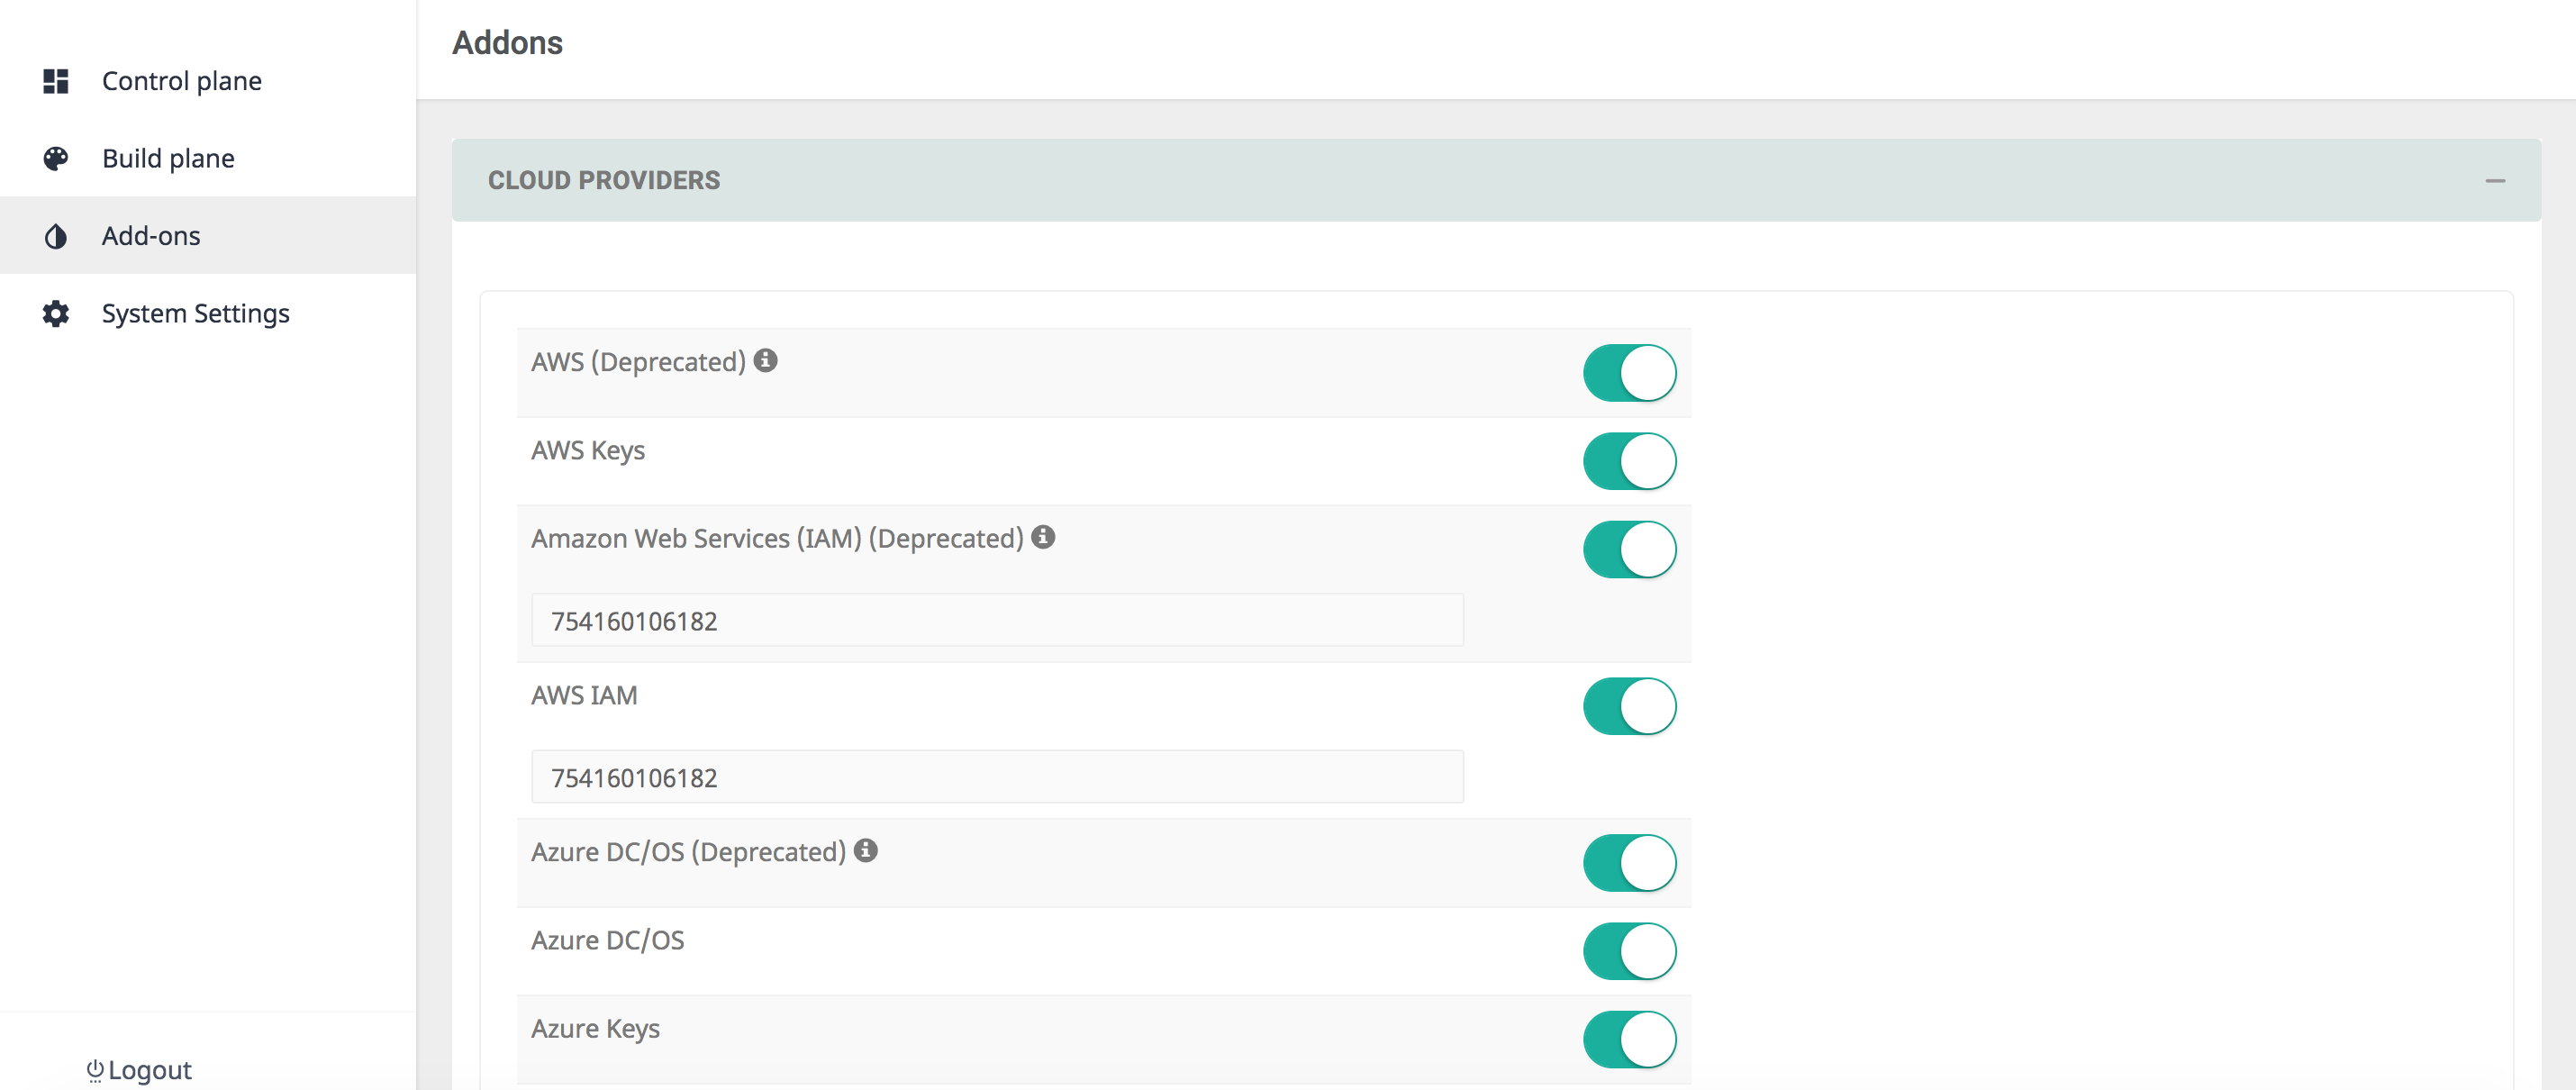 Control plane
Build plane
Add-ons
System Settings
Logout
Addons
CLOUD PROVIDERS
AWS (Deprecated)
AWS Keys
Amazon Web Services (IAM) (Deprecated)
754160106182
AWS IAM
754160106182
Azure DC/OS (Deprecated)
Azure DC/OS
Azure Keys